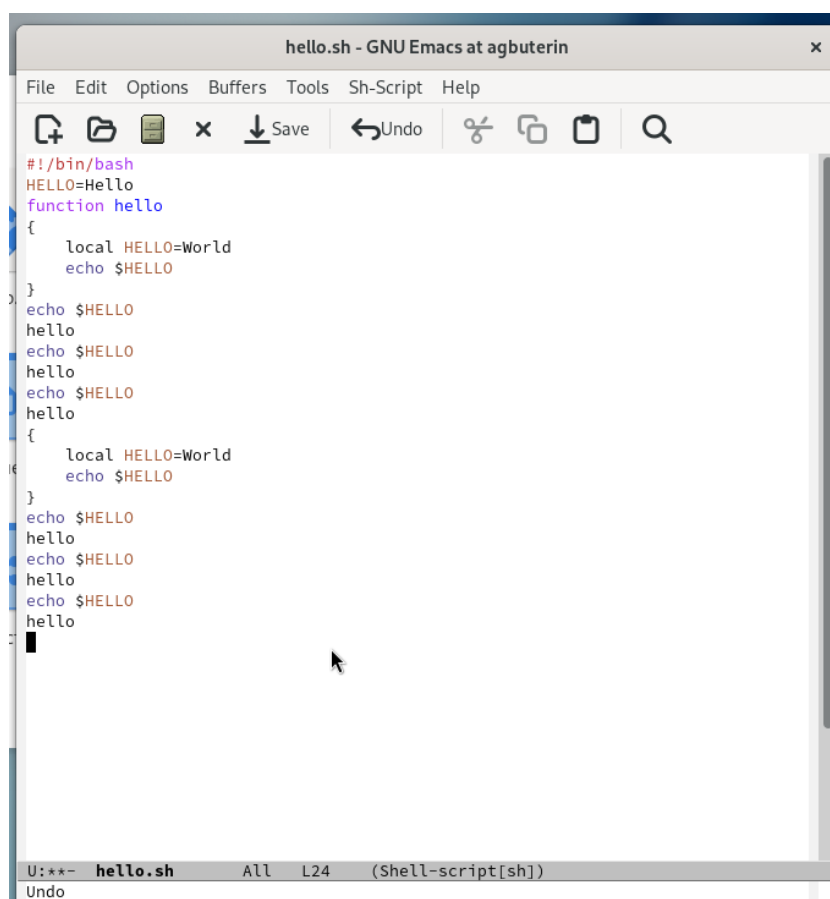 hello.sh - GNU Emacs at agbuterin ×
File Edit Options Buffers Tools Sh-Script Help
Save Undo
#!/bin/bash
HELLO=Hello
function hello
{
    local HELLO=World
    echo $HELLO
}
echo $HELLO
hello
echo $HELLO
hello
echo $HELLO
hello
{
    local HELLO=World
    echo $HELLO
}
echo $HELLO
hello
echo $HELLO
hello
echo $HELLO
hello
U:**-  hello.sh       All   L24    (Shell-script[sh])
Undo